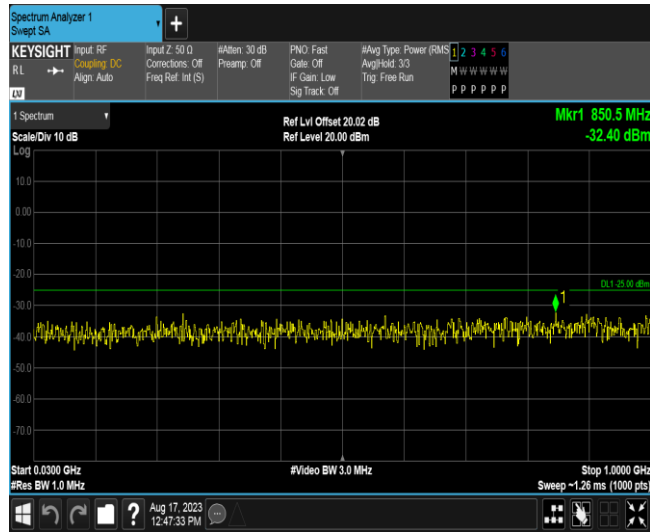 Spectrum Analyzer 1
Swept SA
KEYSIGHT
RL
LXI
Input: RF
Coupling: DC
Align: Auto
Input Z: 50 Ω
Corrections: Off
Freq Ref: Int (S)
#Atten: 30 dB
Preamp: Off
PNO: Fast
Gate: Off
IF Gain: Low
Sig Track: Off
#Avg Type: Power (RMS
Avg|Hold: 3/3
Trig: Free Run
1 2 3 4 5 6
M W W W W W
P P P P P P
1 Spectrum
Scale/Div 10 dB
Log
Ref Lvl Offset 20.02 dB
Ref Level 20.00 dBm
Mkr1 850.5 MHz
-32.40 dBm
10.0
0.00
-10.0
-20.0
DL1 -25.00 dBm
1
-30.0
-40.0
-50.0
-60.0
-70.0
Start 0.0300 GHz
#Res BW 1.0 MHz
#Video BW 3.0 MHz
Stop 1.0000 GHz
Sweep ~1.26 ms (1000 pts)
?
Aug 17, 2023
12:47:33 PM